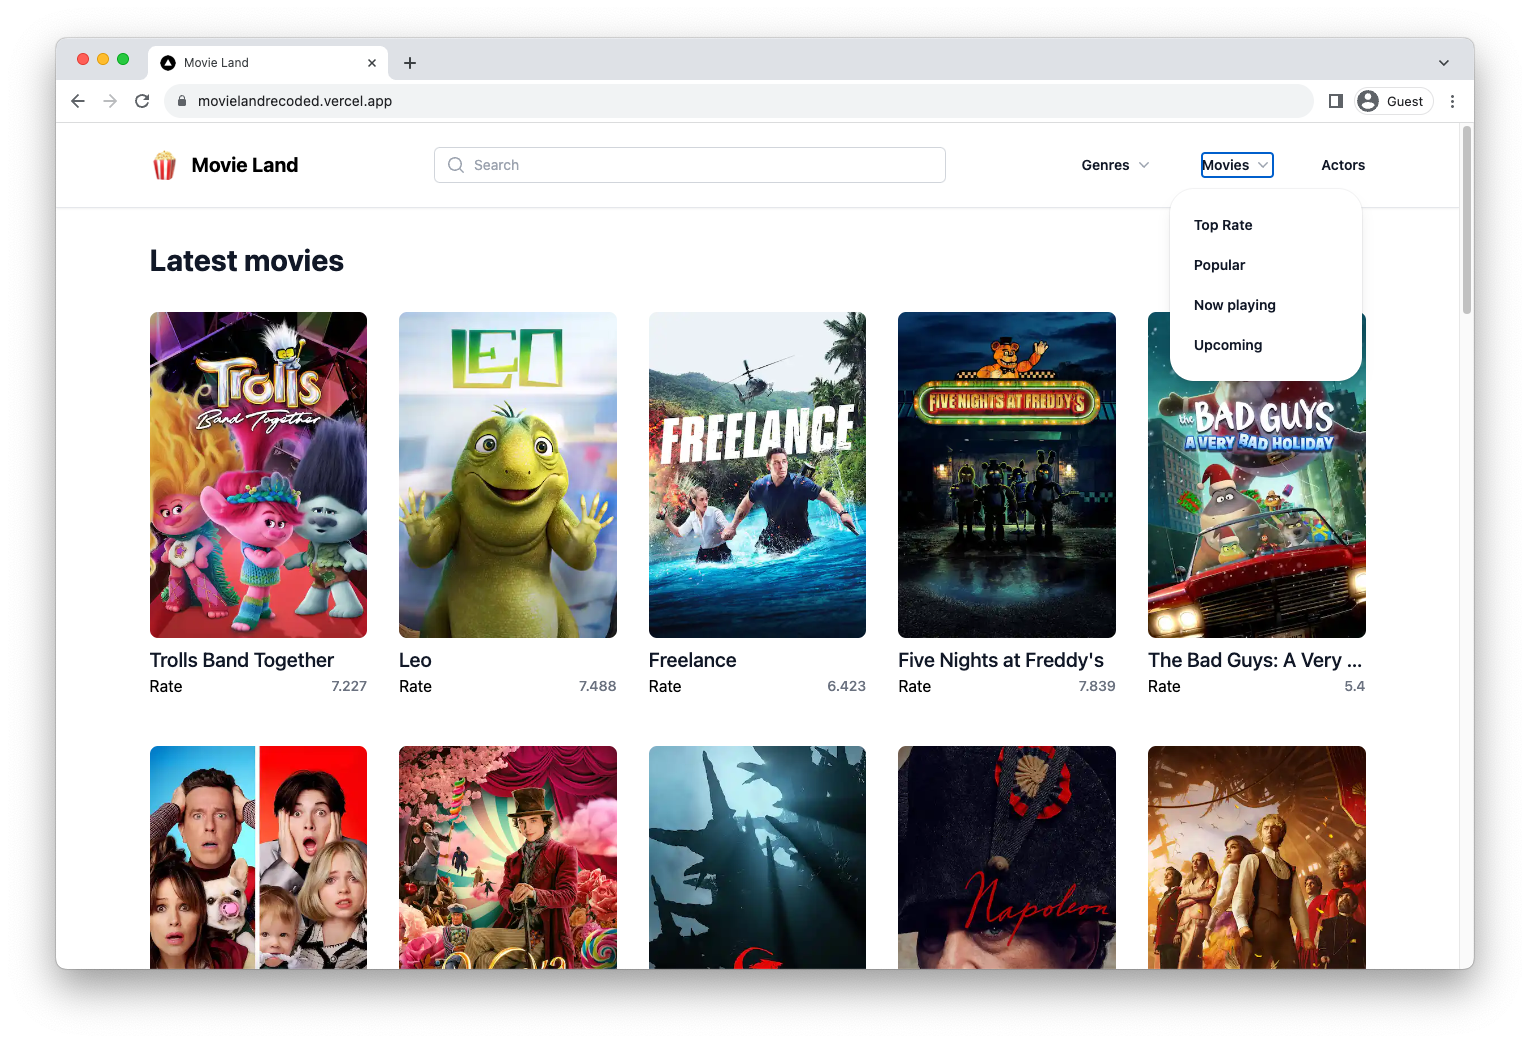 Movie Land
movielandrecoded.vercel.app
Guest
Movie Land
Search
Genres
Movies
Actors
Top Rate
Popular
Now playing
Upcoming
Latest movies
Trolls
Band Together
LEO
FREELANCE
FIVE NIGHTS AT FREDDY'S
the
BAD GUYS
A VERY BAD HOLIDAY
Trolls Band Together
Rate 7.227
Leo
Rate 7.488
Freelance
Rate 6.423
Five Nights at Freddy's
Rate 7.839
The Bad Guys: A Very ...
Rate 5.4
Napoleon